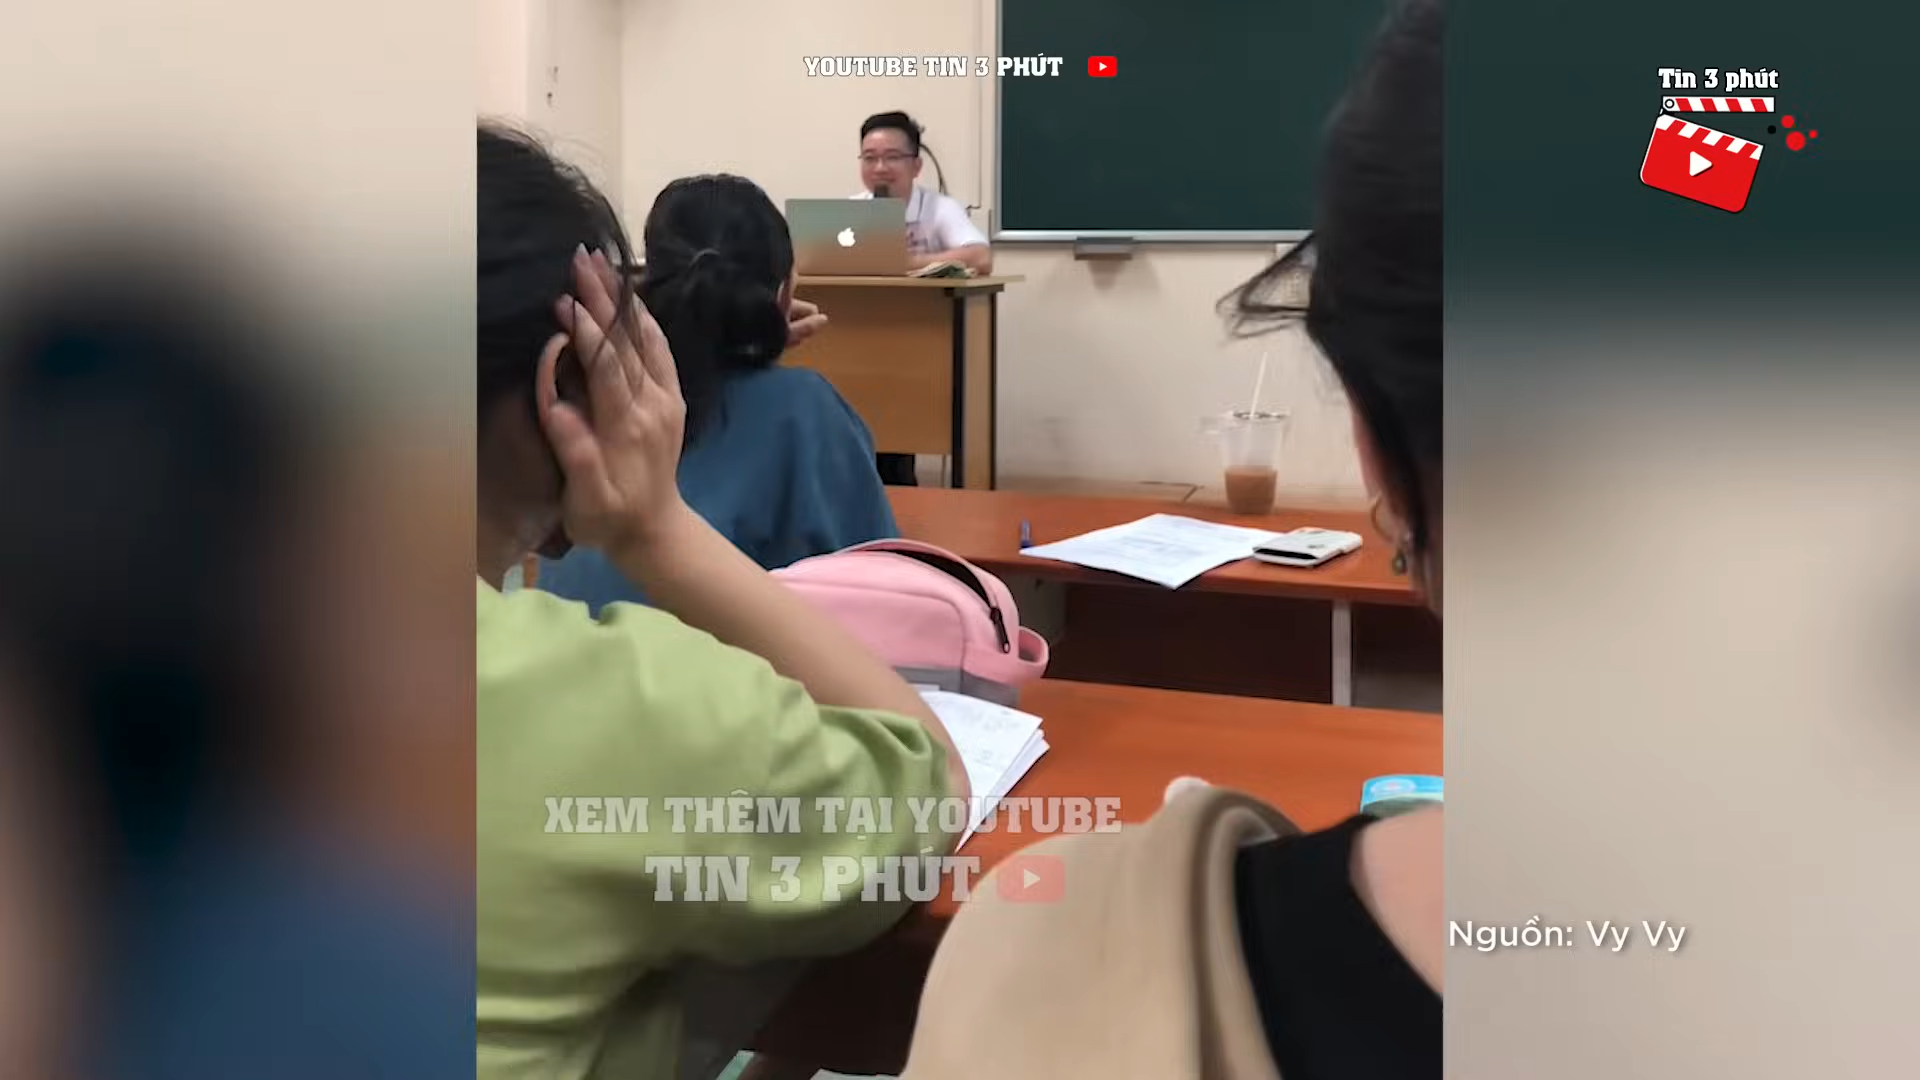 YOUTUBE TIN 3 PHÚT
Tin 3 phút
XEM THÊM TẠI YOUTUBE
TIN 3 PHÚT
Nguồn: Vy Vy